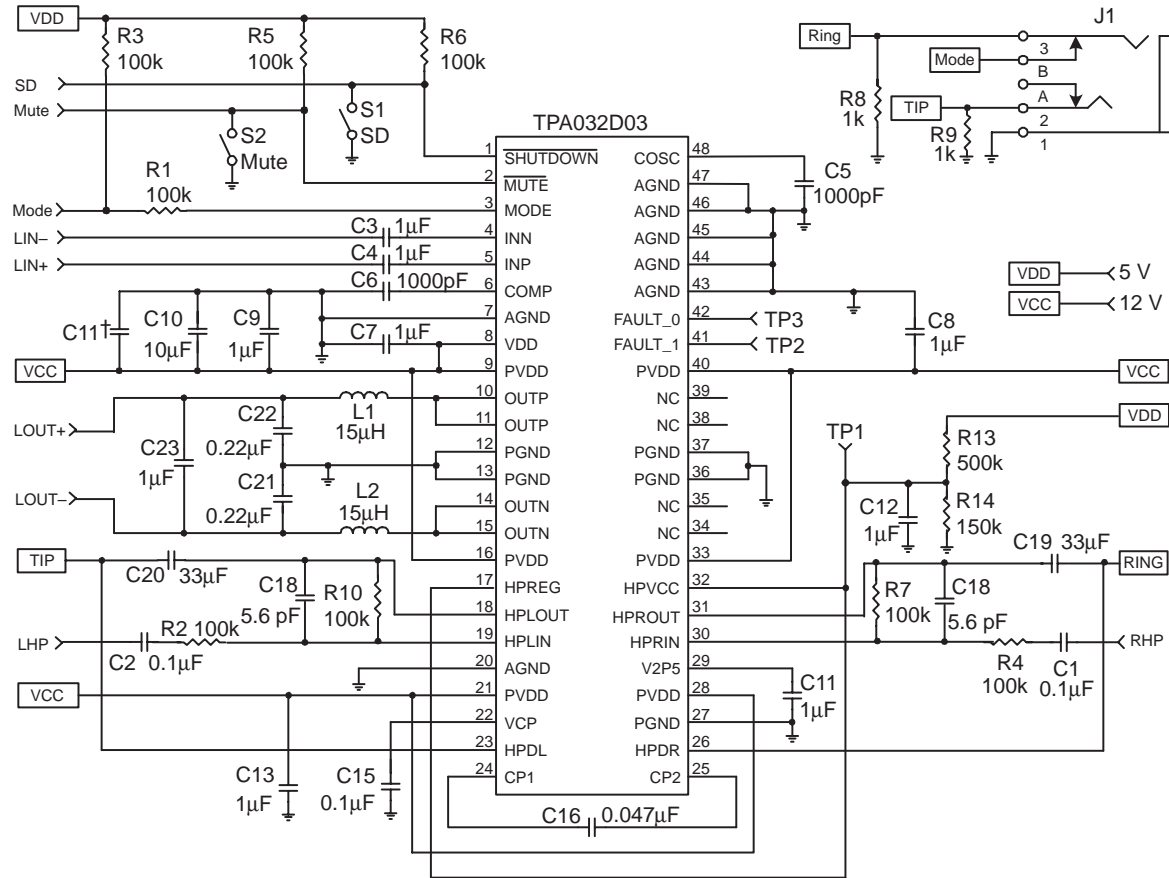 VDD
R3
100k
R5
100k
R6
100k
SD
Mute
S2
Mute
S1
SD
R1
100k
Mode
LIN–
LIN+
C3
1μF
C4
1μF
C6
1000pF
C11†
C10
10μF
C9
1μF
C7
1μF
VCC
LOUT+
LOUT–
C23
1μF
C22
0.22μF
C21
0.22μF
L1
15μH
L2
15μH
TIP
C20
33μF
C18
5.6 pF
R10
100k
LHP
C2
0.1μF
R2
100k
VCC
C13
1μF
C15
0.1μF
C16
0.047μF
TPA032D03
1 SHUTDOWN
2 MUTE
3 MODE
4 INN
5 INP
6 COMP
7 AGND
8 VDD
9 PVDD
10 OUTP
11 OUTP
12 PGND
13 PGND
14 OUTN
15 OUTN
16 PVDD
17 HPREG
18 HPLOUT
19 HPLIN
20 AGND
21 PVDD
22 VCP
23 HPDL
24 CP1
COSC 48
AGND 47
AGND 46
AGND 45
AGND 44
AGND 43
FAULT_0 42
FAULT_1 41
PVDD 40
NC 39
NC 38
PGND 37
PGND 36
NC 35
NC 34
PVDD 33
HPVCC 32
HPROUT 31
HPRIN 30
V2P5 29
PVDD 28
PGND 27
HPDR 26
CP2 25
J1
Ring
Mode
TIP
3
B
A
2
1
R8
1k
R9
1k
C5
1000pF
VDD
5 V
VCC
12 V
TP3
TP2
C8
1μF
VCC
VDD
TP1
R13
500k
R14
150k
C12
1μF
C19
33μF
RING
R7
100k
C18
5.6 pF
R4
100k
C1
0.1μF
RHP
C11
1μF